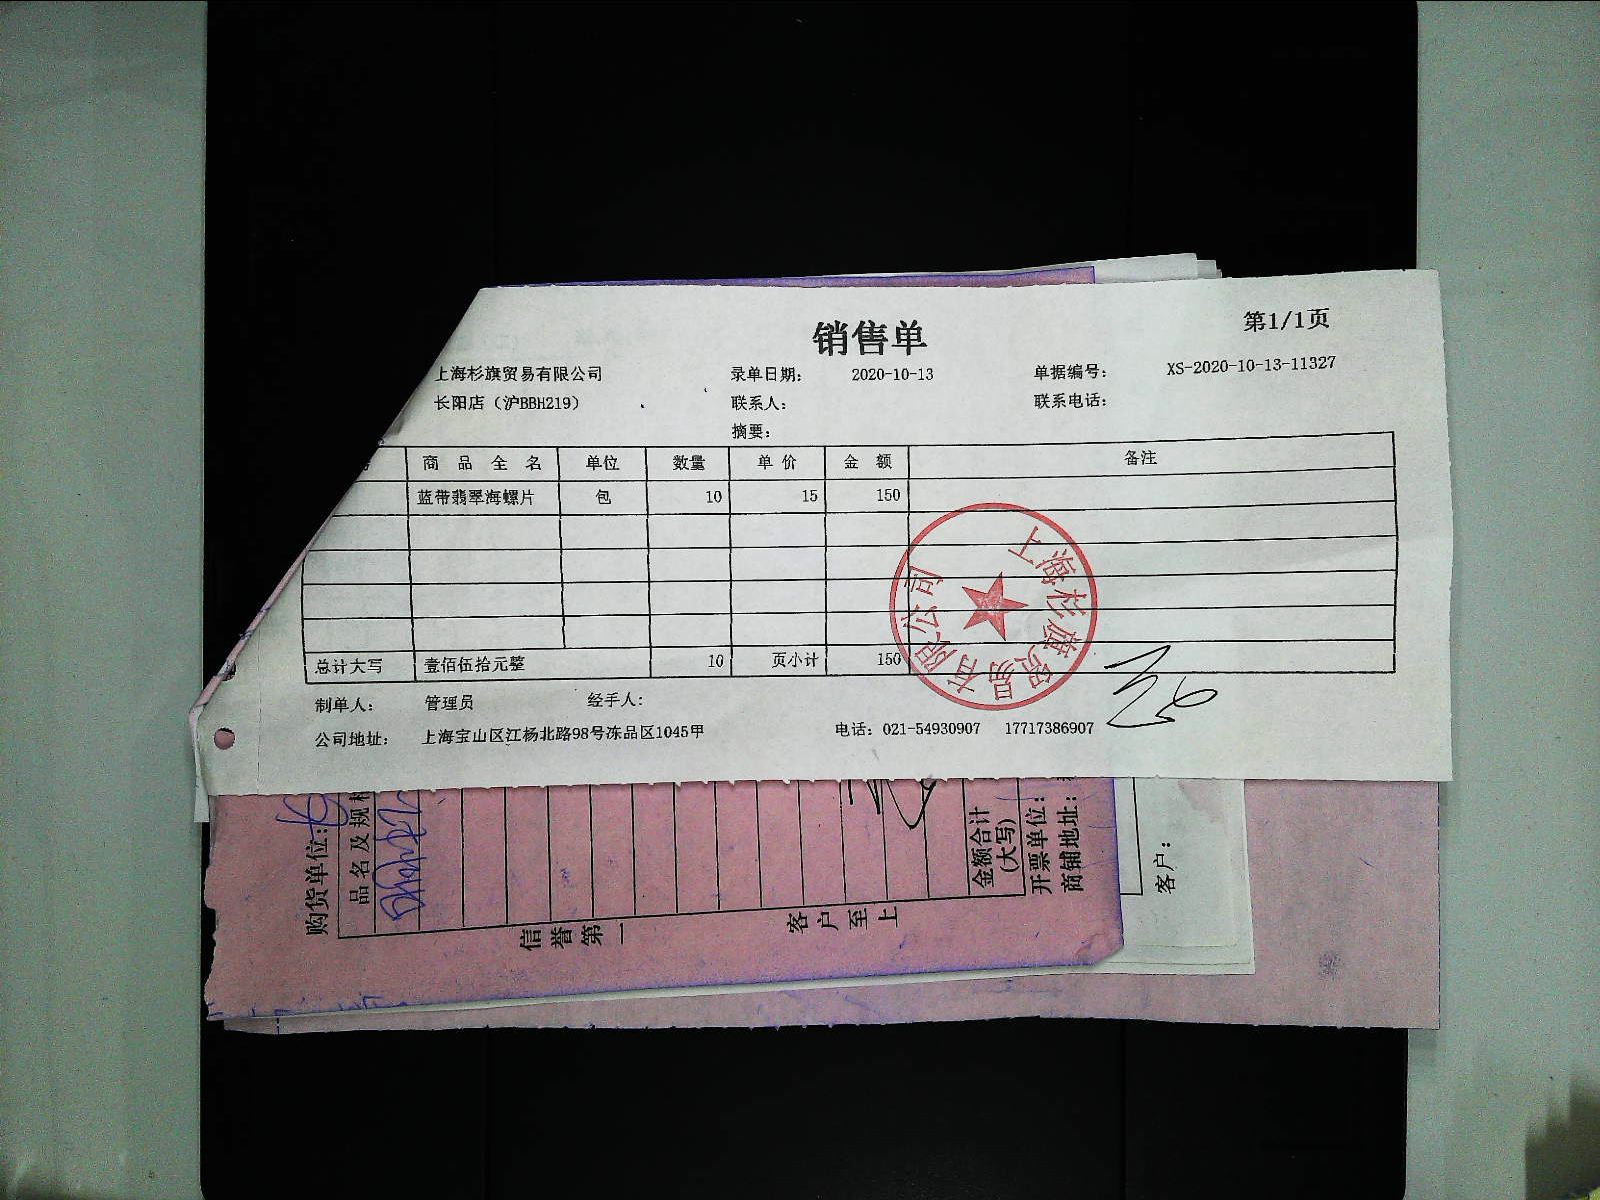 销售单
第1/1页
上海杉旗贸易有限公司 录单日期: 2020-10-13 单据编号: XS-2020-10-13-11327
长阳店（沪BBH219） 联系人: 联系电话:
摘要:
商品全名 单位 数量 单价 金额 备注
蓝带翡翠海螺片 包 10 15 150
总计大写 壹佰伍拾元整 10 页小计 150
制单人: 管理员 经手人:
公司地址: 上海宝山区江杨北路98号冻品区1045甲 电话: 021-54930907 17717386907
上海杉旗贸易有限公司
购货单位:
品名及规格
信誉第一
客户至上
金额合计
(大写)
开票单位:
商铺地址:
客户: